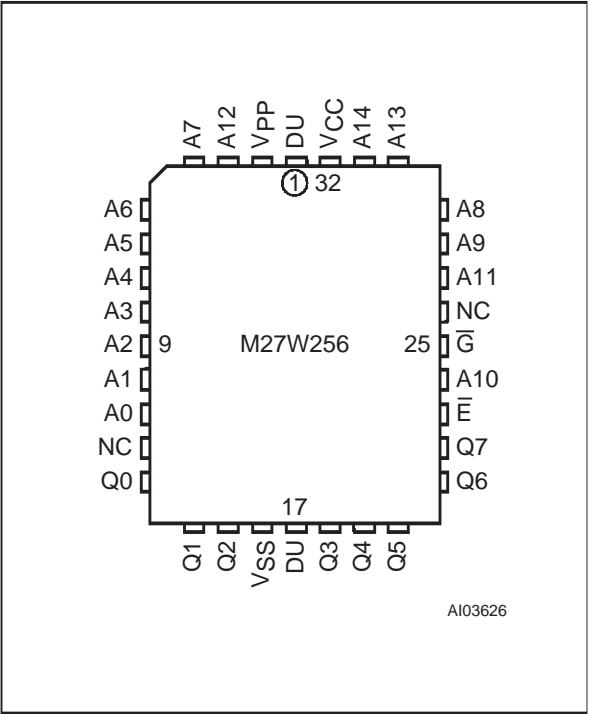 A7 A12 VPP DU VCC A14 A13
1 32
A6 A8
A5 A9
A4 A11
A3 NC
A2 9 M27W256 25 G̅
A1 A10
A0 E̅
NC Q7
Q0 Q6
17
Q1 Q2 VSS DU Q3 Q4 Q5
AI03626